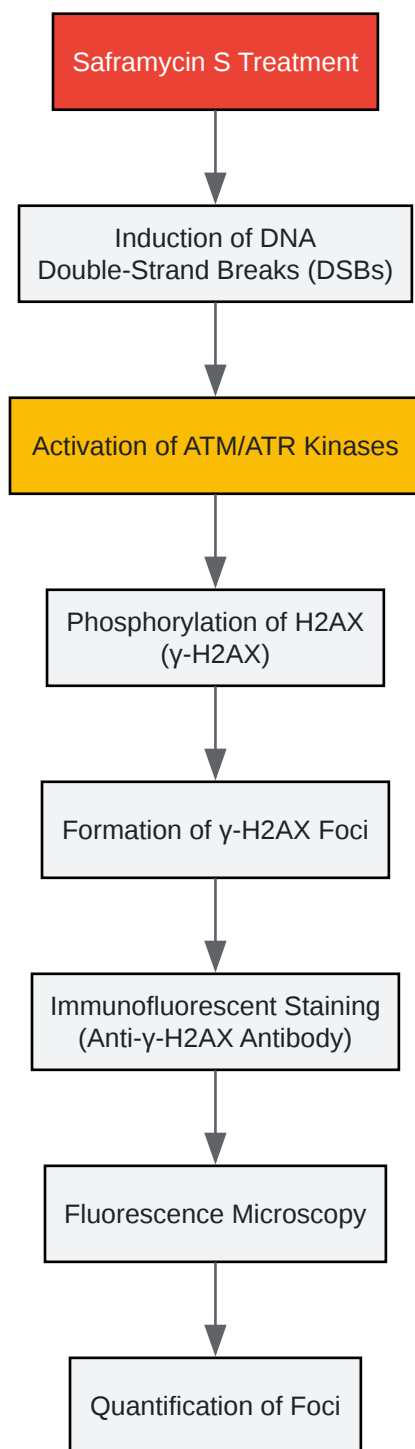 Saframycin S Treatment
Induction of DNA
Double-Strand Breaks (DSBs)
Activation of ATM/ATR Kinases
Phosphorylation of H2AX
(γ-H2AX)
Formation of γ-H2AX Foci
Immunofluorescent Staining
(Anti-γ-H2AX Antibody)
Fluorescence Microscopy
Quantification of Foci